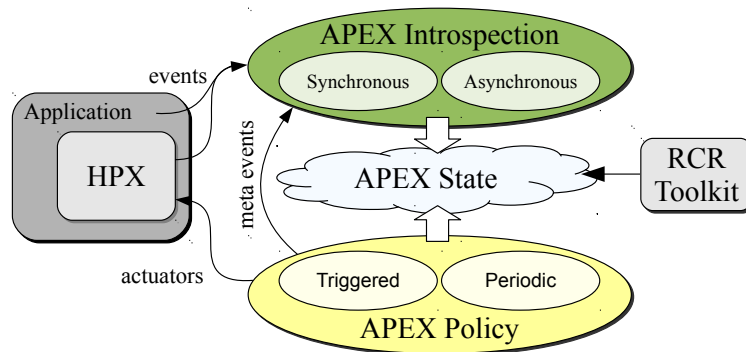 APEX Introspection
Synchronous
Asynchronous
events
Application
HPX
meta events
APEX State
RCR
Toolkit
actuators
Triggered
Periodic
APEX Policy